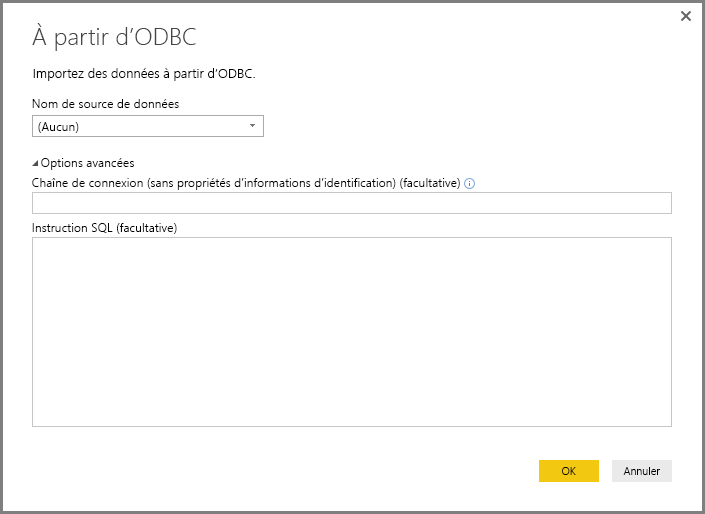 À partir d’ODBC
Importez des données à partir d’ODBC.
Nom de source de données
(Aucun)
Options avancées
Chaîne de connexion (sans propriétés d’informations d’identification) (facultative)
Instruction SQL (facultative)
OK
Annuler